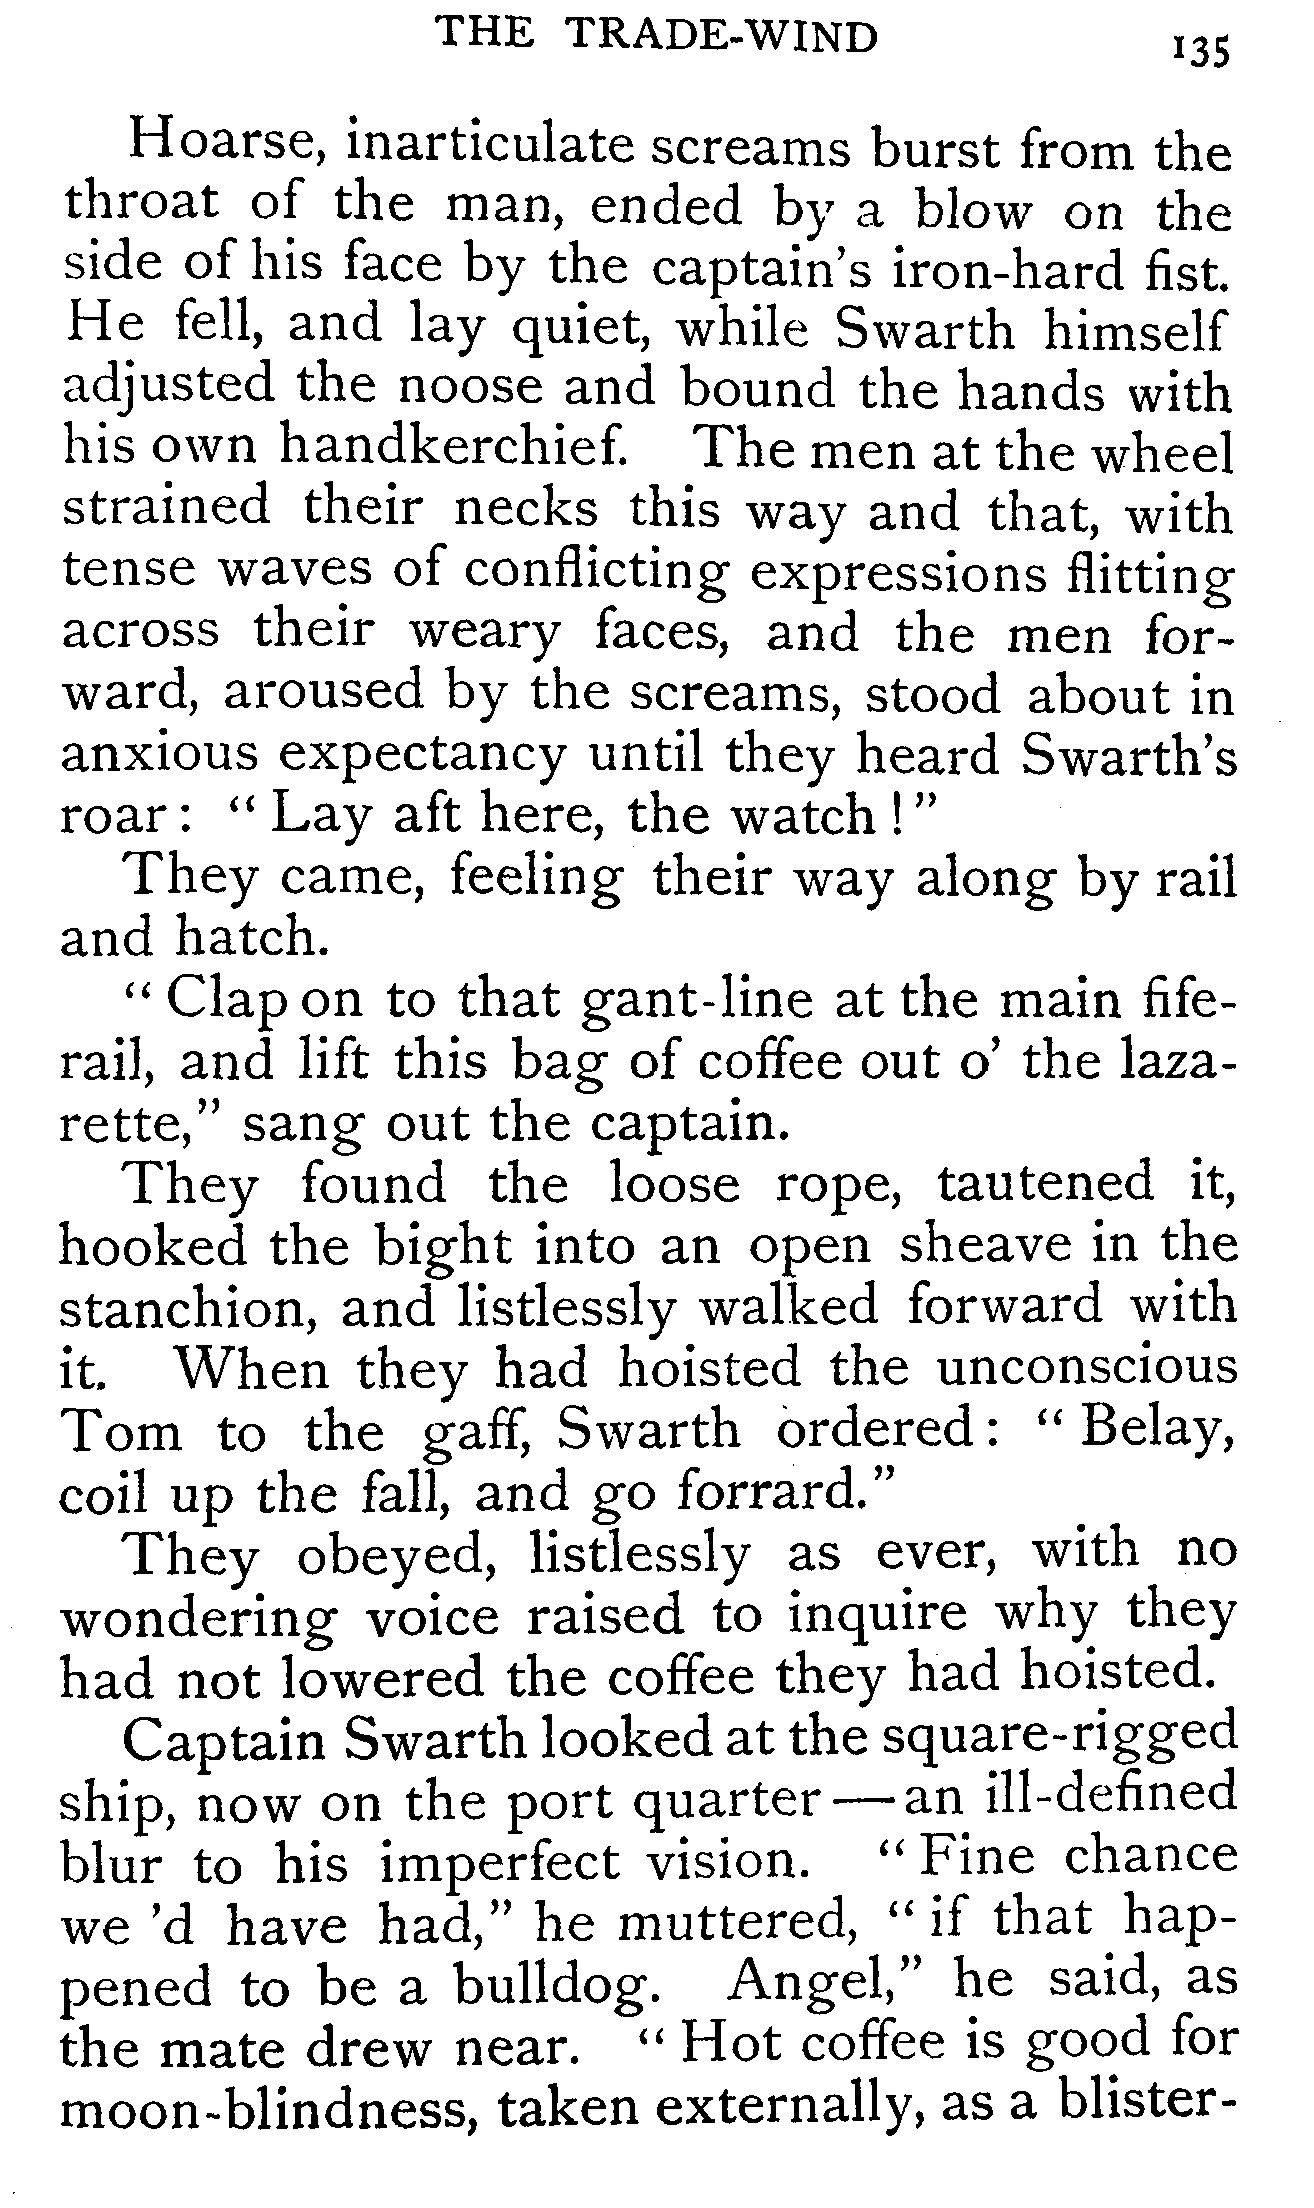 THE TRADE-WIND 135
Hoarse, inarticulate screams burst from the
throat of the man, ended by a blow on the
side of his face by the captain's iron-hard fist.
He fell, and lay quiet, while Swarth himself
adjusted the noose and bound the hands with
his own handkerchief. The men at the wheel
strained their necks this way and that, with
tense waves of conflicting expressions flitting
across their weary faces, and the men for-
ward, aroused by the screams, stood about in
anxious expectancy until they heard Swarth's
roar: "Lay aft here, the watch!"
They came, feeling their way along by rail
and hatch.
"Clap on to that gant-line at the main fife-
rail, and lift this bag of coffee out o' the laza-
rette," sang out the captain.
They found the loose rope, tautened it,
hooked the bight into an open sheave in the
stanchion, and listlessly walked forward with
it. When they had hoisted the unconscious
Tom to the gaff, Swarth ordered: "Belay,
coil up the fall, and go forrard."
They obeyed, listlessly as ever, with no
wondering voice raised to inquire why they
had not lowered the coffee they had hoisted.
Captain Swarth looked at the square-rigged
ship, now on the port quarter—an ill-defined
blur to his imperfect vision. "Fine chance
we 'd have had," he muttered, "if that hap-
pened to be a bulldog. Angel," he said, as
the mate drew near. "Hot coffee is good for
moon-blindness, taken externally, as a blister-